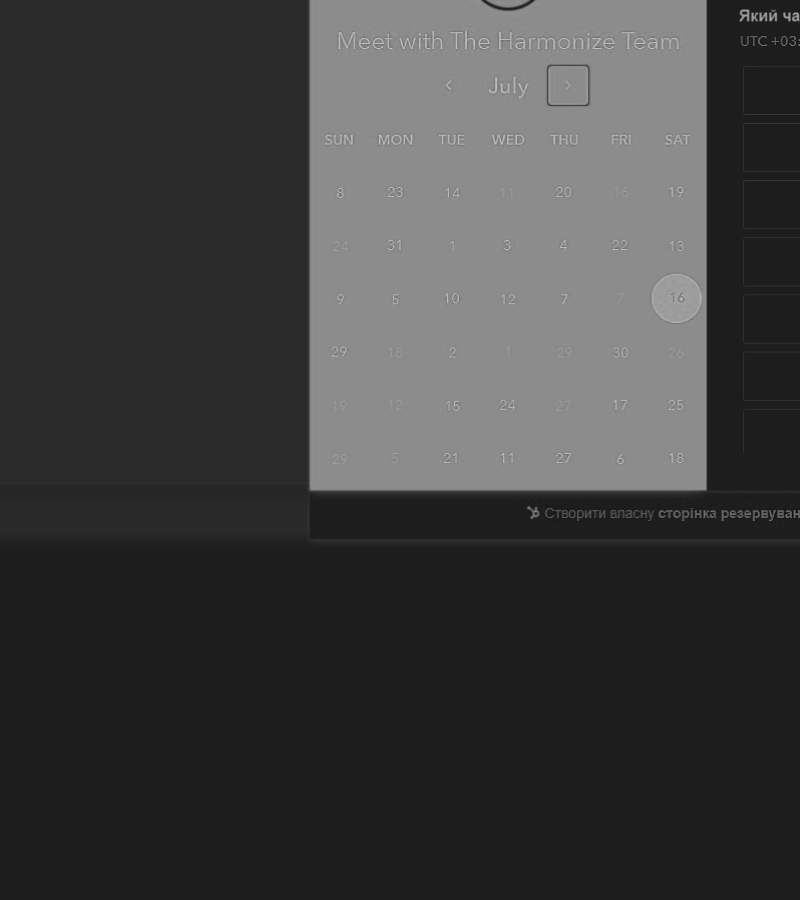 Meet with The Harmonize Team
Який ча
UTC +03:
July
SUN MON TUE WED THU FRI SAT
8 23 14 11 20 16 19
24 31 1 3 4 22 13
9 5 10 12 7 7 16
29 18 2 1 29 30 26
19 12 15 24 27 17 25
29 5 21 11 27 6 18
Створити власну сторінка резервуван